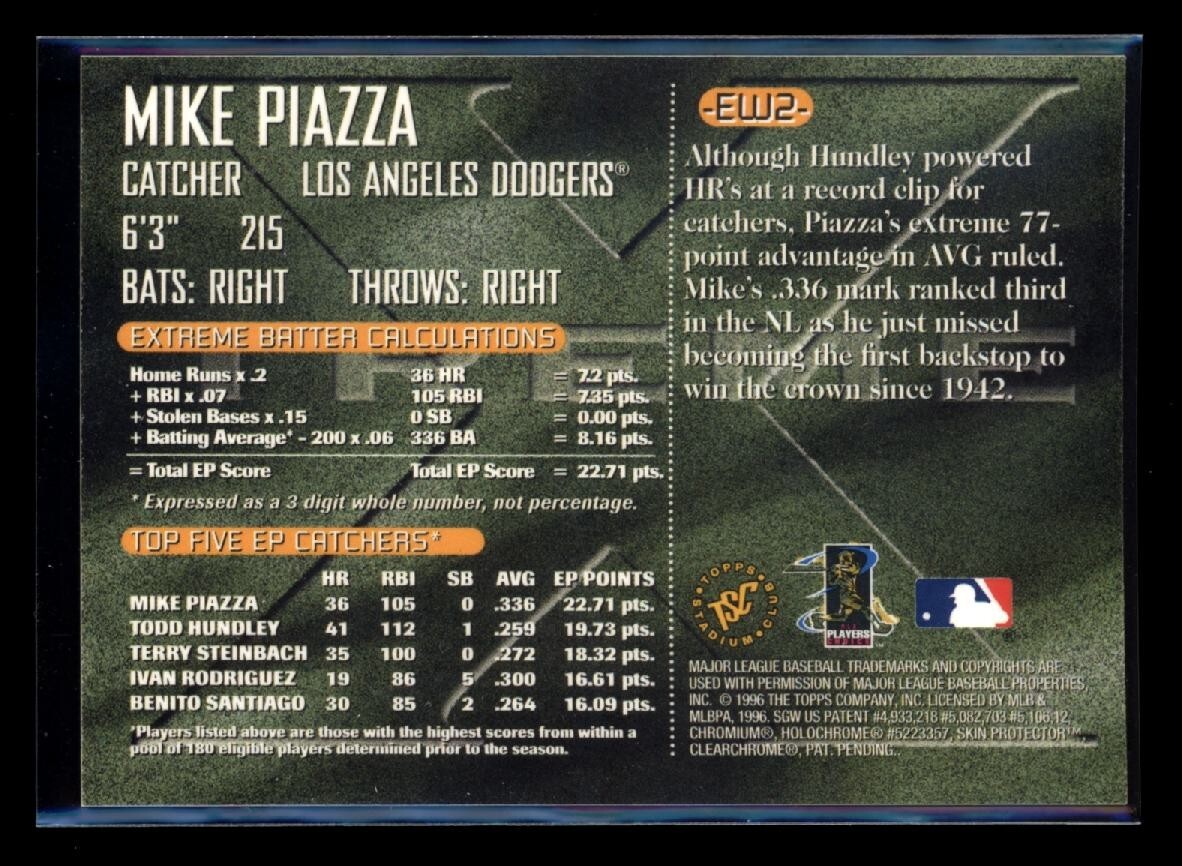 MIKE PIAZZA
CATCHER LOS ANGELES DODGERS®
6'3" 215
BATS: RIGHT THROWS: RIGHT
EXTREME BATTER CALCULATIONS
Home Runs x .2 36 HR = 7.2 pts.
+ RBI x .07 105 RBI = 7.35 pts.
+ Stolen Bases x .15 0 SB = 0.00 pts.
+ Batting Average* - 200 x .06 336 BA = 8.16 pts.
= Total EP Score Total EP Score = 22.71 pts.
* Expressed as a 3 digit whole number, not percentage.
TOP FIVE EP CATCHERS*
HR RBI SB AVG EP POINTS
MIKE PIAZZA 36 105 0 .336 22.71 pts.
TODD HUNDLEY 41 112 1 .259 19.73 pts.
TERRY STEINBACH 35 100 0 .272 18.32 pts.
IVAN RODRIGUEZ 19 86 5 .300 16.61 pts.
BENITO SANTIAGO 30 85 2 .264 16.09 pts.
*Players listed above are those with the highest scores from within a
pool of 180 eligible players determined prior to the season.
-EW2-
Although Hundley powered
HR's at a record clip for
catchers, Piazza's extreme 77-
point advantage in AVG ruled.
Mike's .336 mark ranked third
in the NL as he just missed
becoming the first backstop to
win the crown since 1942.
TOPPS STADIUM CLUB
TSC
PLAYERS
CHOICE
MAJOR LEAGUE BASEBALL TRADEMARKS AND COPYRIGHTS ARE
USED WITH PERMISSION OF MAJOR LEAGUE BASEBALL PROPERTIES,
INC. © 1996 THE TOPPS COMPANY, INC. LICENSED BY MLB &
MLBPA, 1996. SGW US PATENT #4,933,218 #5,082,703 #5,106,12,
CHROMIUM®, HOLOCHROME® #5223357, SKIN PROTECTOR™,
CLEARCHROME®, PAT. PENDING..